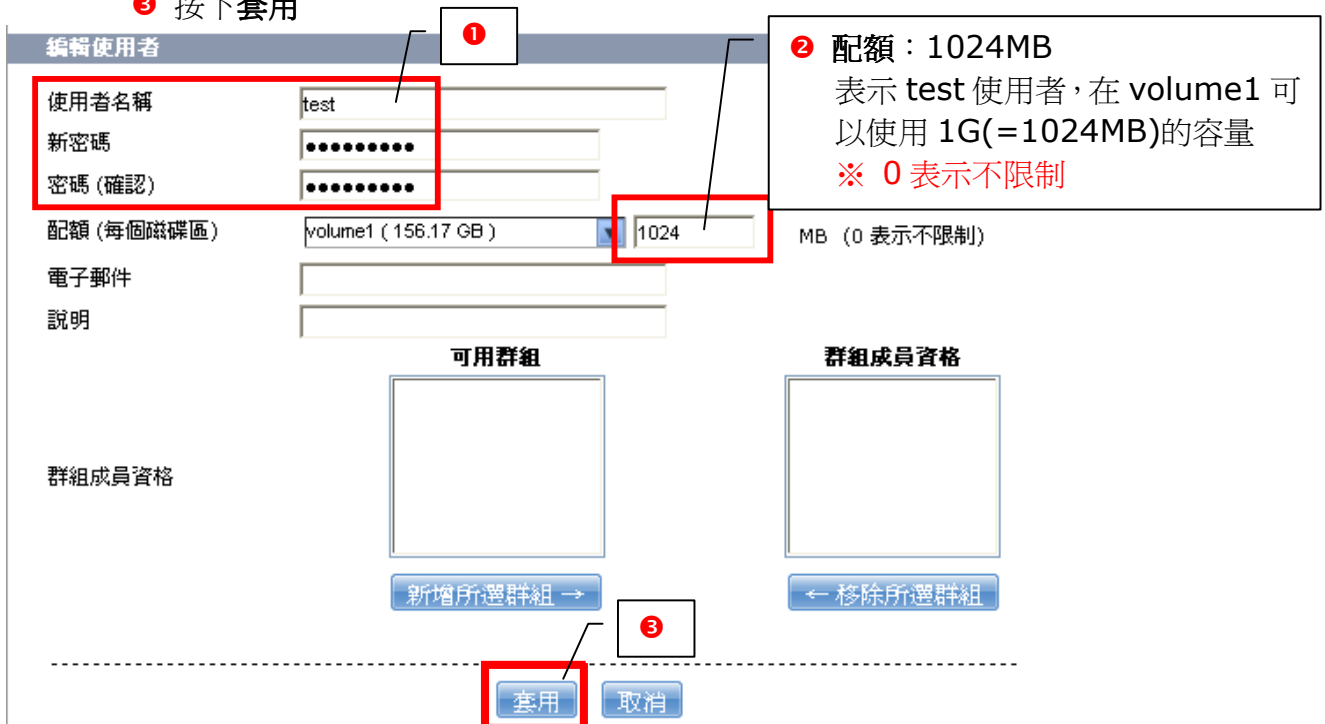 ❸ 按下套用
編輯使用者
❶
❷ 配額：1024MB
表示 test 使用者，在 volume1 可
以使用 1G(=1024MB)的容量
※ 0 表示不限制
使用者名稱 test
新密碼 ●●●●●●●●●
密碼 (確認) ●●●●●●●●●
配額 (每個磁碟區) volume1 ( 156.17 GB ) 1024 MB (0 表示不限制)
電子郵件
說明
可用群組 群組成員資格
群組成員資格
新增所選群組 → ← 移除所選群組
❸
套用 取消